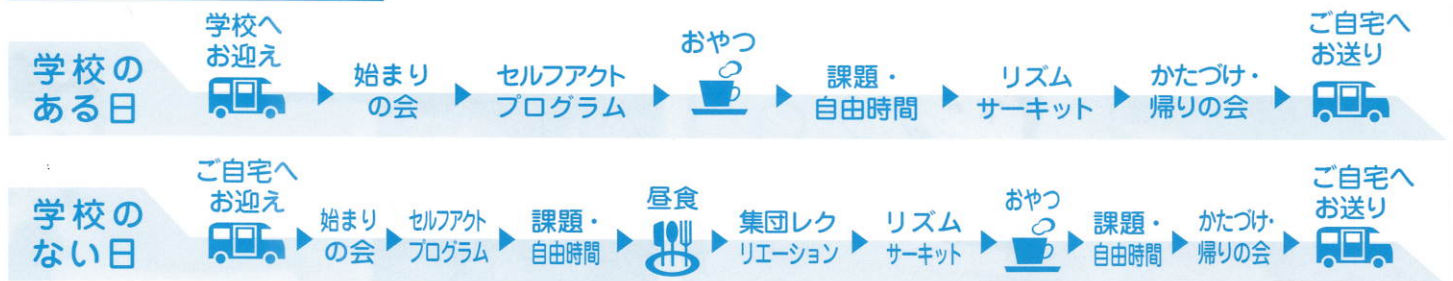 学校の
ある日
学校へ
お迎え
始まり
の会
セルフアクト
プログラム
おやつ
課題・
自由時間
リズム
サーキット
かたづけ・
帰りの会
ご自宅へ
お送り
学校の
ない日
ご自宅へ
お迎え
始まり
の会
セルフアクト
プログラム
課題・
自由時間
昼食
集団レク
リエーション
リズム
サーキット
おやつ
課題・
自由時間
かたづけ・
帰りの会
ご自宅へ
お送り